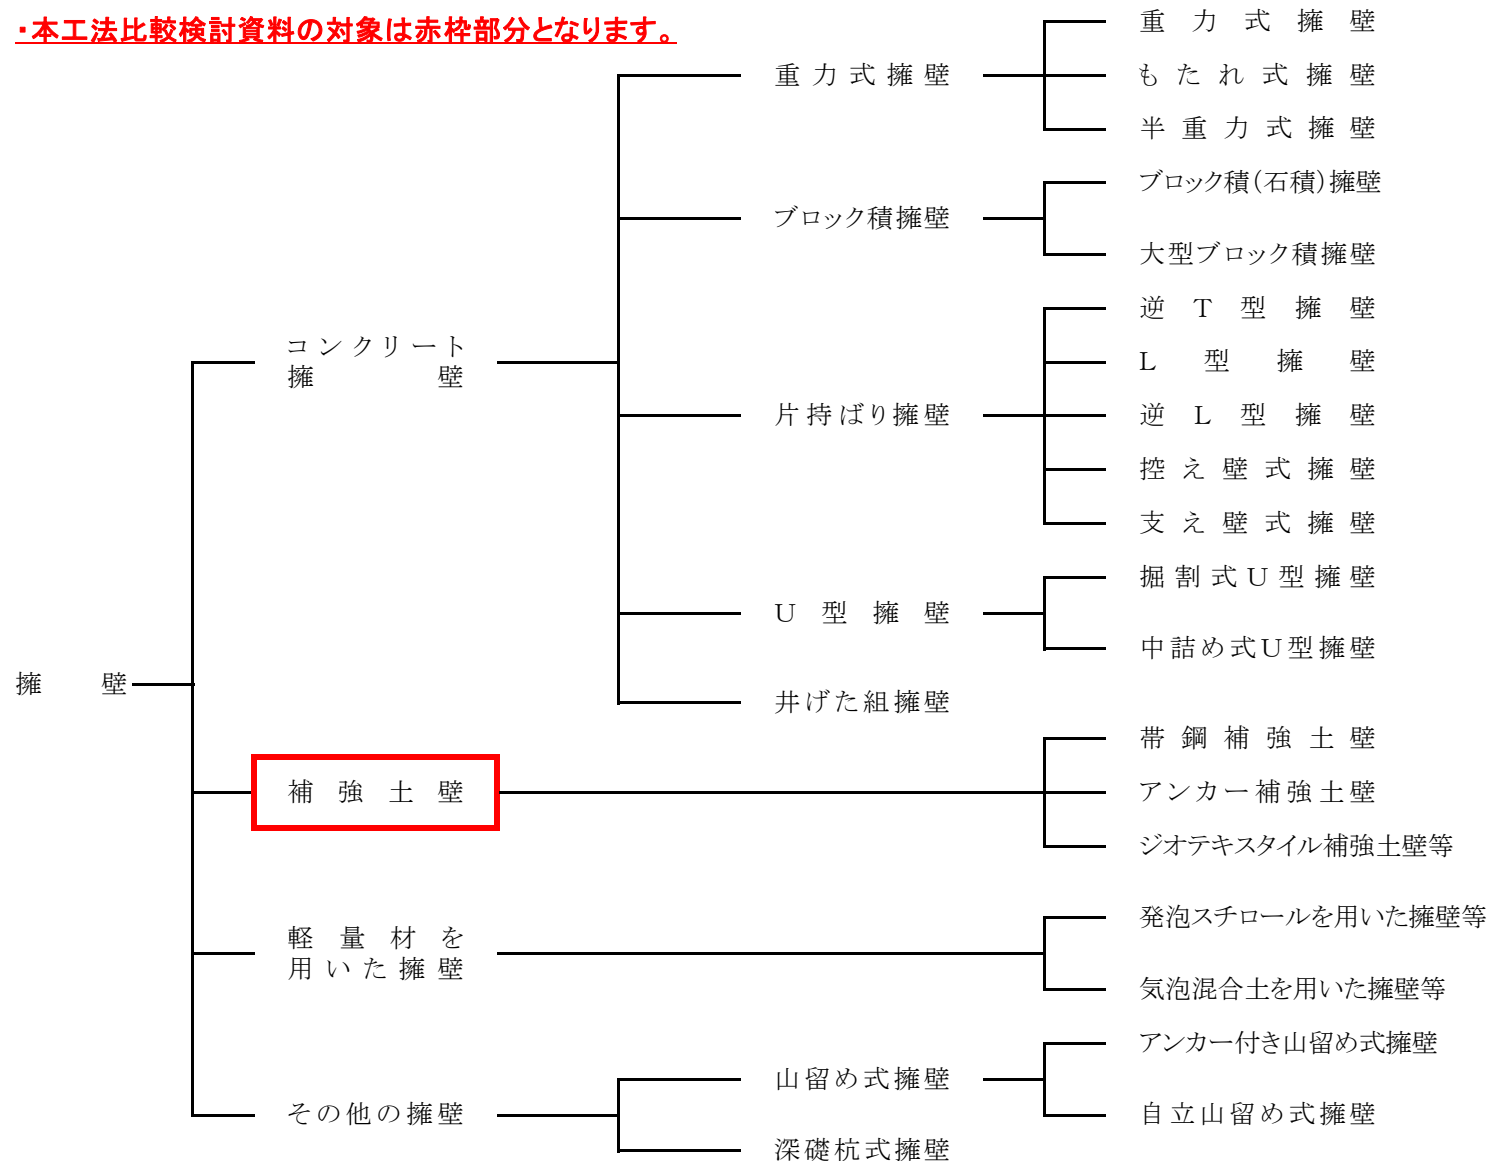 ・本工法比較検討資料の対象は赤枠部分となります。
重力式擁壁
重力式擁壁
もたれ式擁壁
半重力式擁壁
ブロック積(石積)擁壁
ブロック積擁壁
大型ブロック積擁壁
逆T型擁壁
コンクリート
擁壁
L型擁壁
片持ばり擁壁
逆L型擁壁
控え壁式擁壁
支え壁式擁壁
掘割式U型擁壁
U型擁壁
中詰め式U型擁壁
擁壁
井げた組擁壁
帯鋼補強土壁
補強土壁
アンカー補強土壁
ジオテキスタイル補強土壁等
発泡スチロールを用いた擁壁等
軽量材を
用いた擁壁
気泡混合土を用いた擁壁等
アンカー付き山留め式擁壁
山留め式擁壁
その他の擁壁
自立山留め式擁壁
深礎杭式擁壁